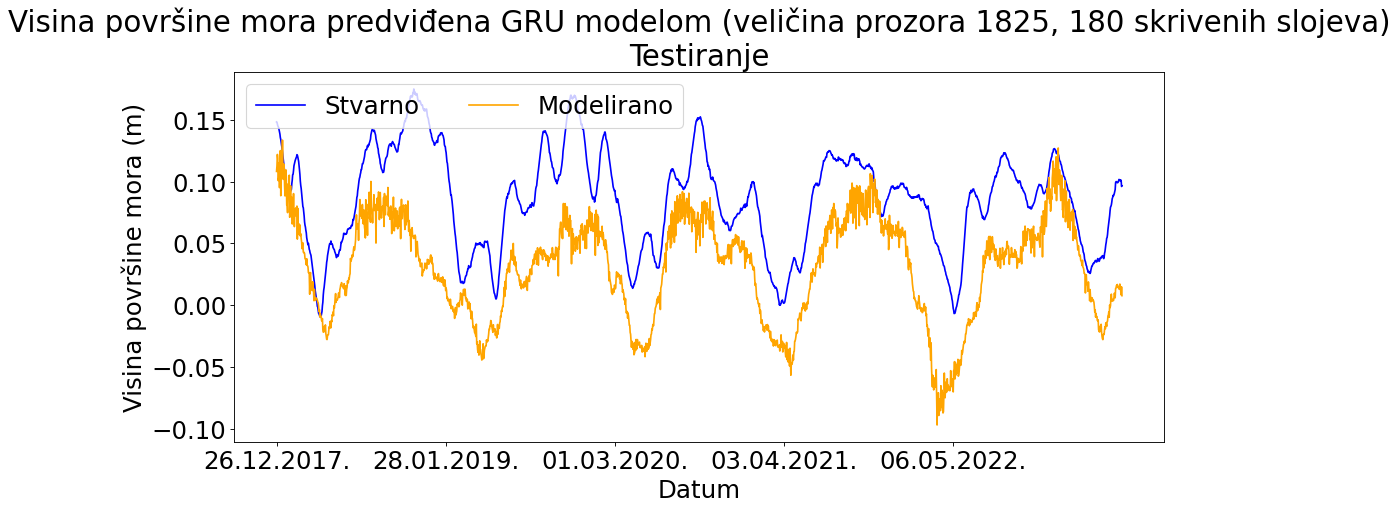 Visina površine mora predviđena GRU modelom (veličina prozora 1825, 180 skrivenih slojeva)
Testiranje
Stvarno Modelirano
Visina površine mora (m)
0.15
0.10
0.05
0.00
−0.05
−0.10
26.12.2017. 28.01.2019. 01.03.2020. 03.04.2021. 06.05.2022.
Datum